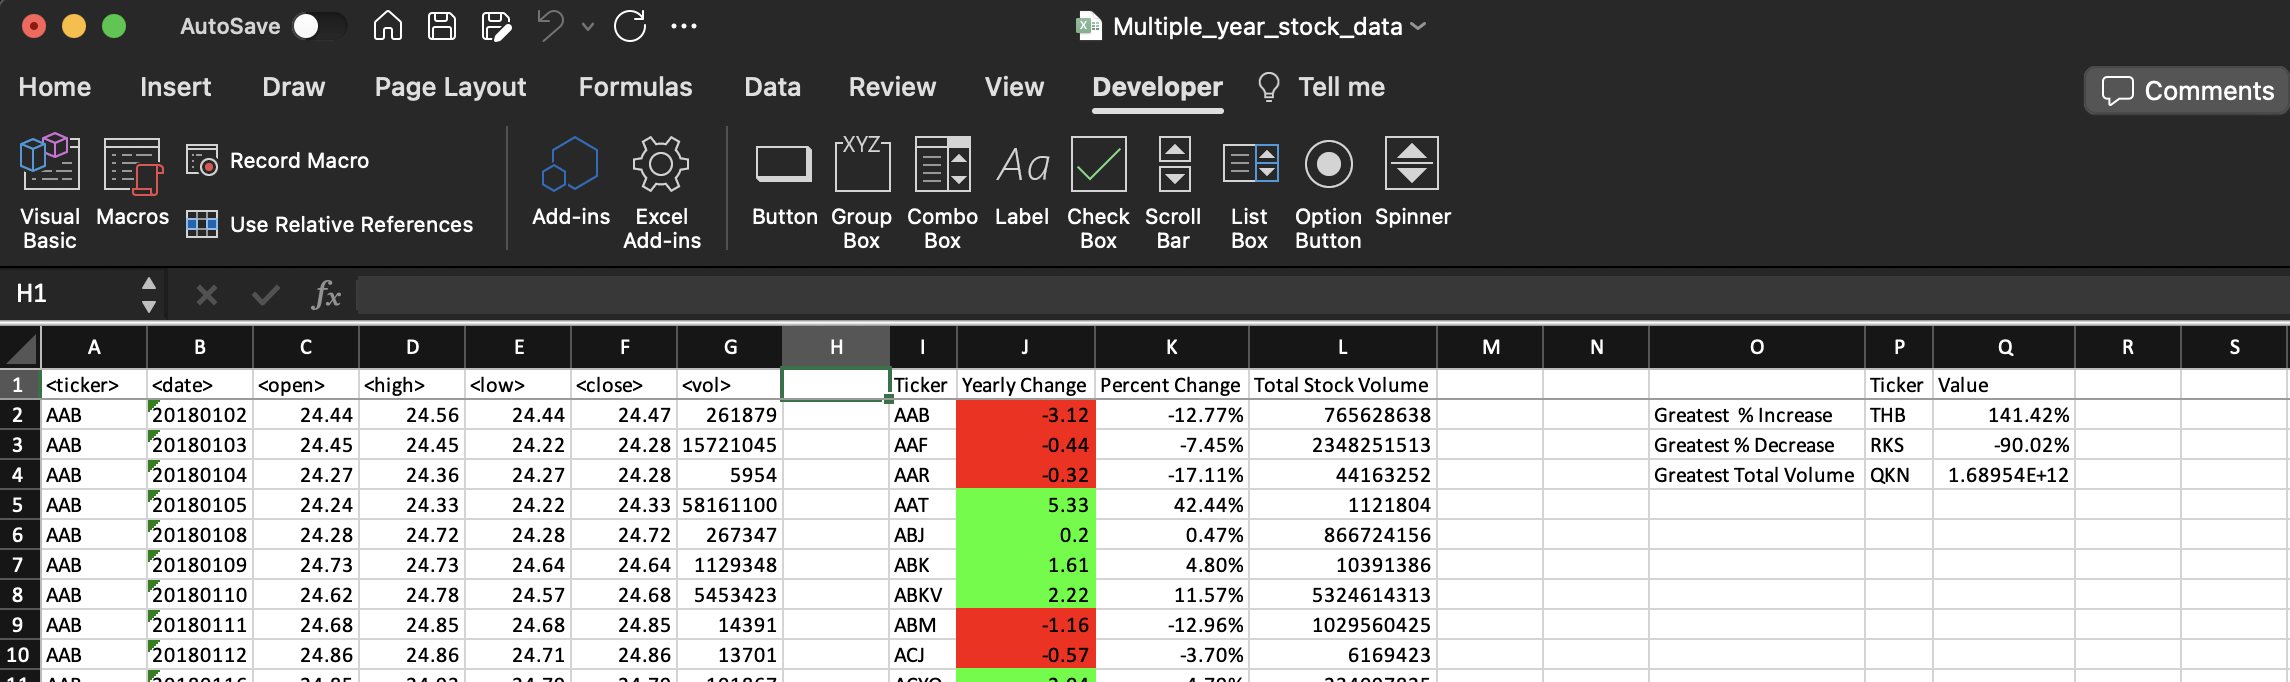 AutoSave
Multiple_year_stock_data
Home Insert Draw Page Layout Formulas Data Review View Developer Tell me Comments
Visual Basic
Macros
Record Macro
Use Relative References
Add-ins
Excel Add-ins
XYZ
Aa
Button
Group Box
Combo Box
Label
Check Box
Scroll Bar
List Box
Option Button
Spinner
H1 fx
A B C D E F G H I J K L M N O P Q R S
1 <ticker> <date> <open> <high> <low> <close> <vol> Ticker Yearly Change Percent Change Total Stock Volume Ticker Value
2 AAB 20180102 24.44 24.56 24.44 24.47 261879 AAB -3.12 -12.77% 765628638 Greatest % Increase THB 141.42%
3 AAB 20180103 24.45 24.45 24.22 24.28 15721045 AAF -0.44 -7.45% 2348251513 Greatest % Decrease RKS -90.02%
4 AAB 20180104 24.27 24.36 24.27 24.28 5954 AAR -0.32 -17.11% 44163252 Greatest Total Volume QKN 1.68954E+12
5 AAB 20180105 24.24 24.33 24.22 24.33 58161100 AAT 5.33 42.44% 1121804
6 AAB 20180108 24.28 24.72 24.28 24.72 267347 ABJ 0.2 0.47% 866724156
7 AAB 20180109 24.73 24.73 24.64 24.64 1129348 ABK 1.61 4.80% 10391386
8 AAB 20180110 24.62 24.78 24.57 24.68 5453423 ABKV 2.22 11.57% 5324614313
9 AAB 20180111 24.68 24.85 24.68 24.85 14391 ABM -1.16 -12.96% 1029560425
10 AAB 20180112 24.86 24.86 24.71 24.86 13701 ACJ -0.57 -3.70% 6169423